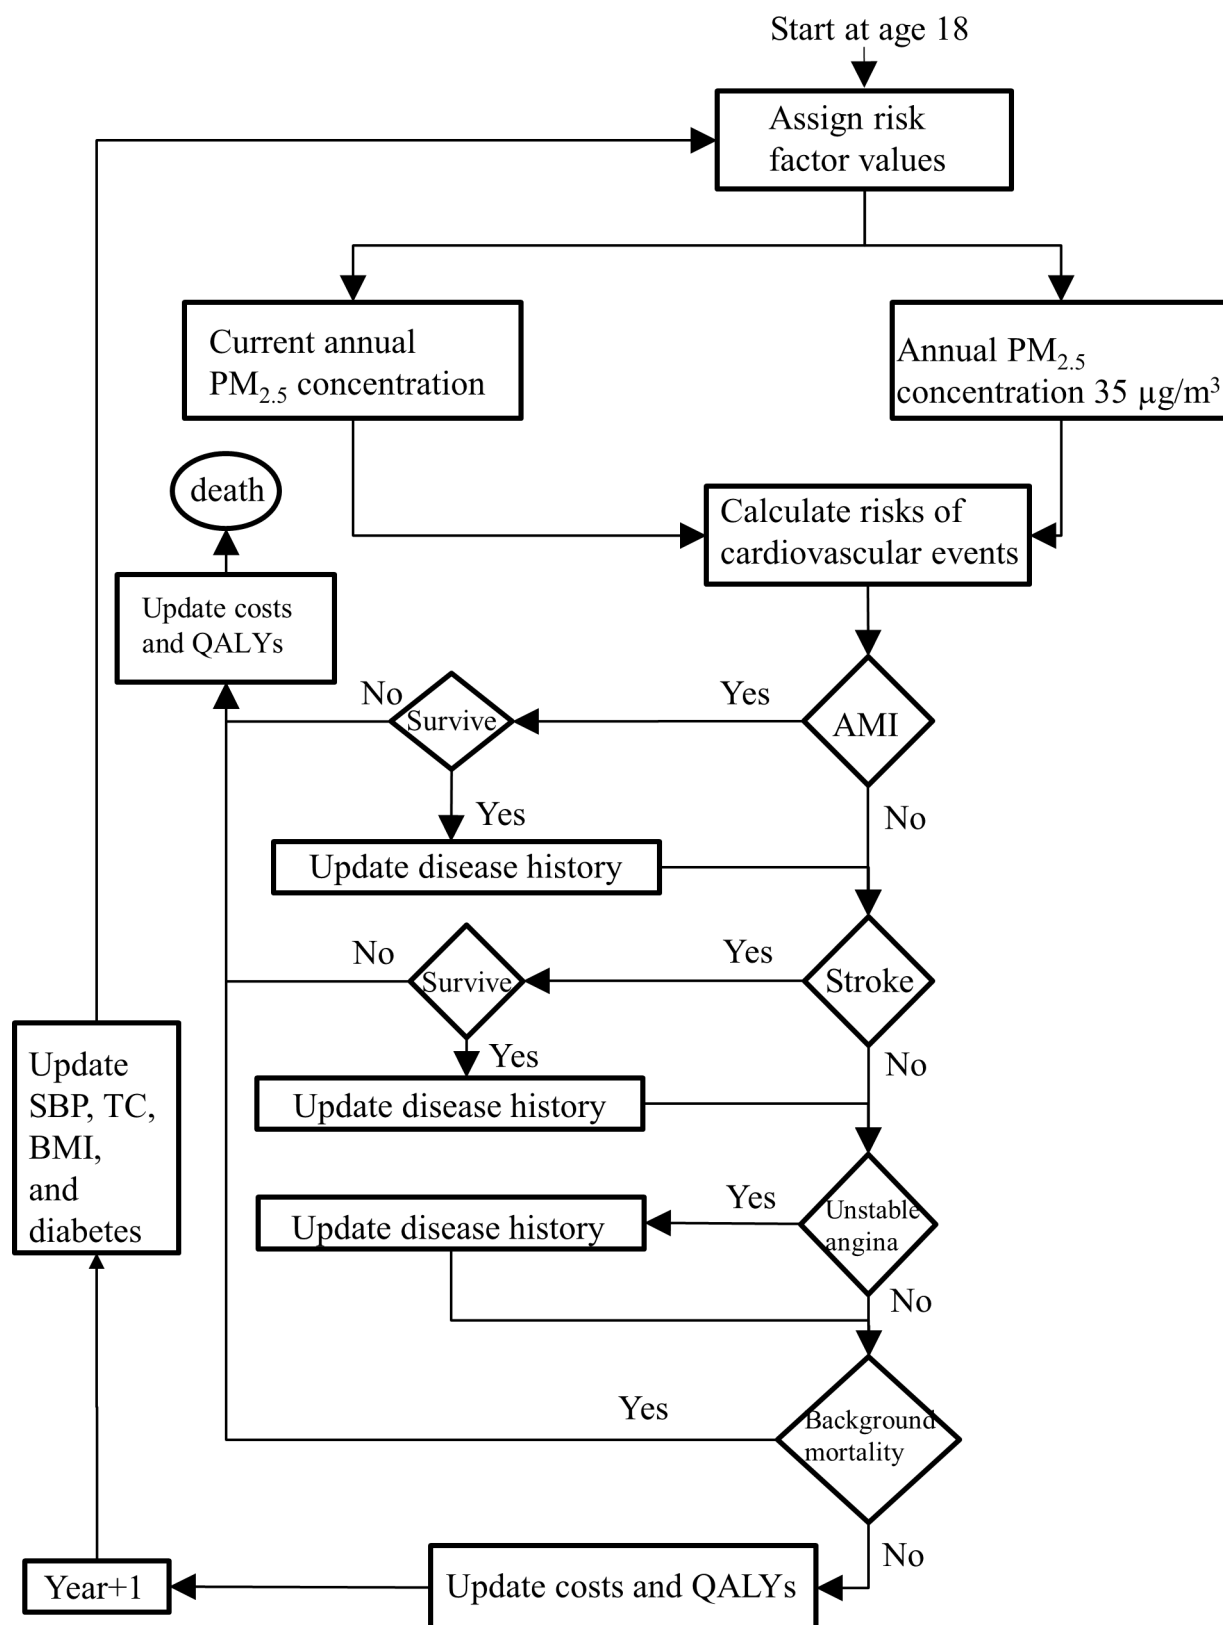 Start at age 18
Assign risk
factor values
Current annual
PM2.5 concentration
Annual PM2.5
concentration 35 µg/m3
death
Calculate risks of
cardiovascular events
Update costs
and QALYs
No
Survive
Yes
AMI
Yes
No
Update disease history
No
Survive
Yes
Stroke
Yes
No
Update disease history
Update
SBP, TC,
BMI,
and
diabetes
Yes
Unstable
angina
Update disease history
No
Yes
Background
mortality
No
Year+1
Update costs and QALYs